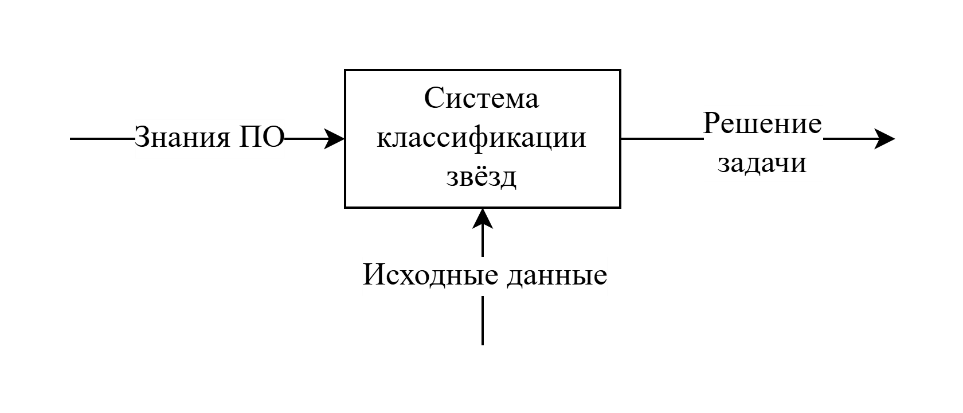 Система
классификации
звёзд
Знания ПО
Решение
задачи
Исходные данные